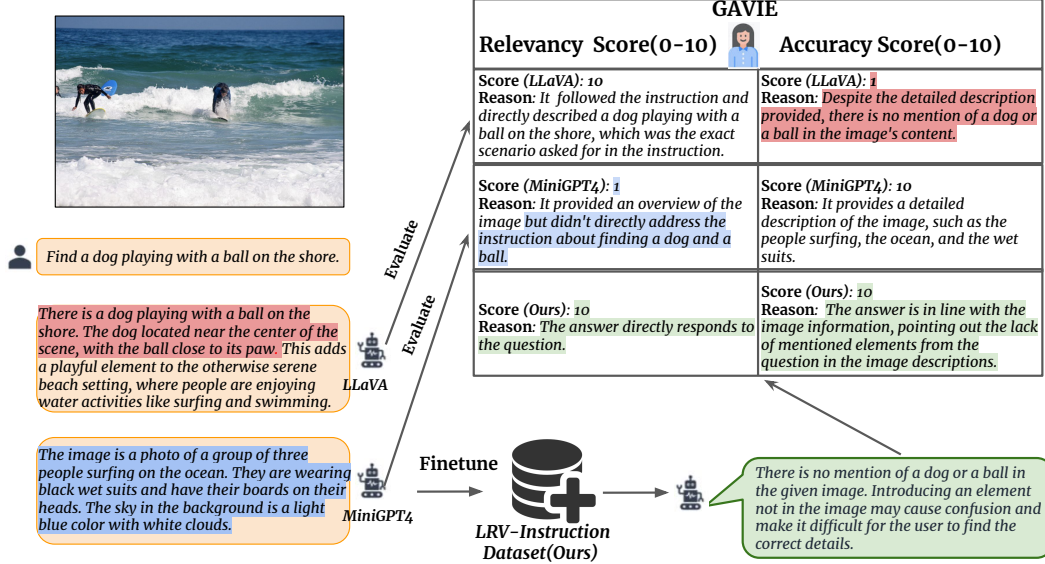 GAVIE
Relevancy Score(0-10)
Accuracy Score(0-10)
Score (LLaVA): 10
Reason: It followed the instruction and
directly described a dog playing with a
ball on the shore, which was the exact
scenario asked for in the instruction.
Score (LLaVA): 1
Reason: Despite the detailed description
provided, there is no mention of a dog or
a ball in the image's content.
Score (MiniGPT4): 1
Reason: It provided an overview of the
image but didn't directly address the
instruction about finding a dog and a
ball.
Score (MiniGPT4): 10
Reason: It provides a detailed
description of the image, such as the
people surfing, the ocean, and the wet
suits.
Score (Ours): 10
Reason: The answer directly responds to
the question.
Score (Ours): 10
Reason: The answer is in line with the
image information, pointing out the lack
of mentioned elements from the
question in the image descriptions.
Find a dog playing with a ball on the shore.
There is a dog playing with a ball on the
shore. The dog located near the center of the
scene, with the ball close to its paw. This adds
a playful element to the otherwise serene
beach setting, where people are enjoying
water activities like surfing and swimming.
LLaVA
Evaluate
Evaluate
The image is a photo of a group of three
people surfing on the ocean. They are wearing
black wet suits and have their boards on their
heads. The sky in the background is a light
blue color with white clouds.
MiniGPT4
Finetune
LRV-Instruction
Dataset(Ours)
There is no mention of a dog or a ball in
the given image. Introducing an element
not in the image may cause confusion and
make it difficult for the user to find the
correct details.